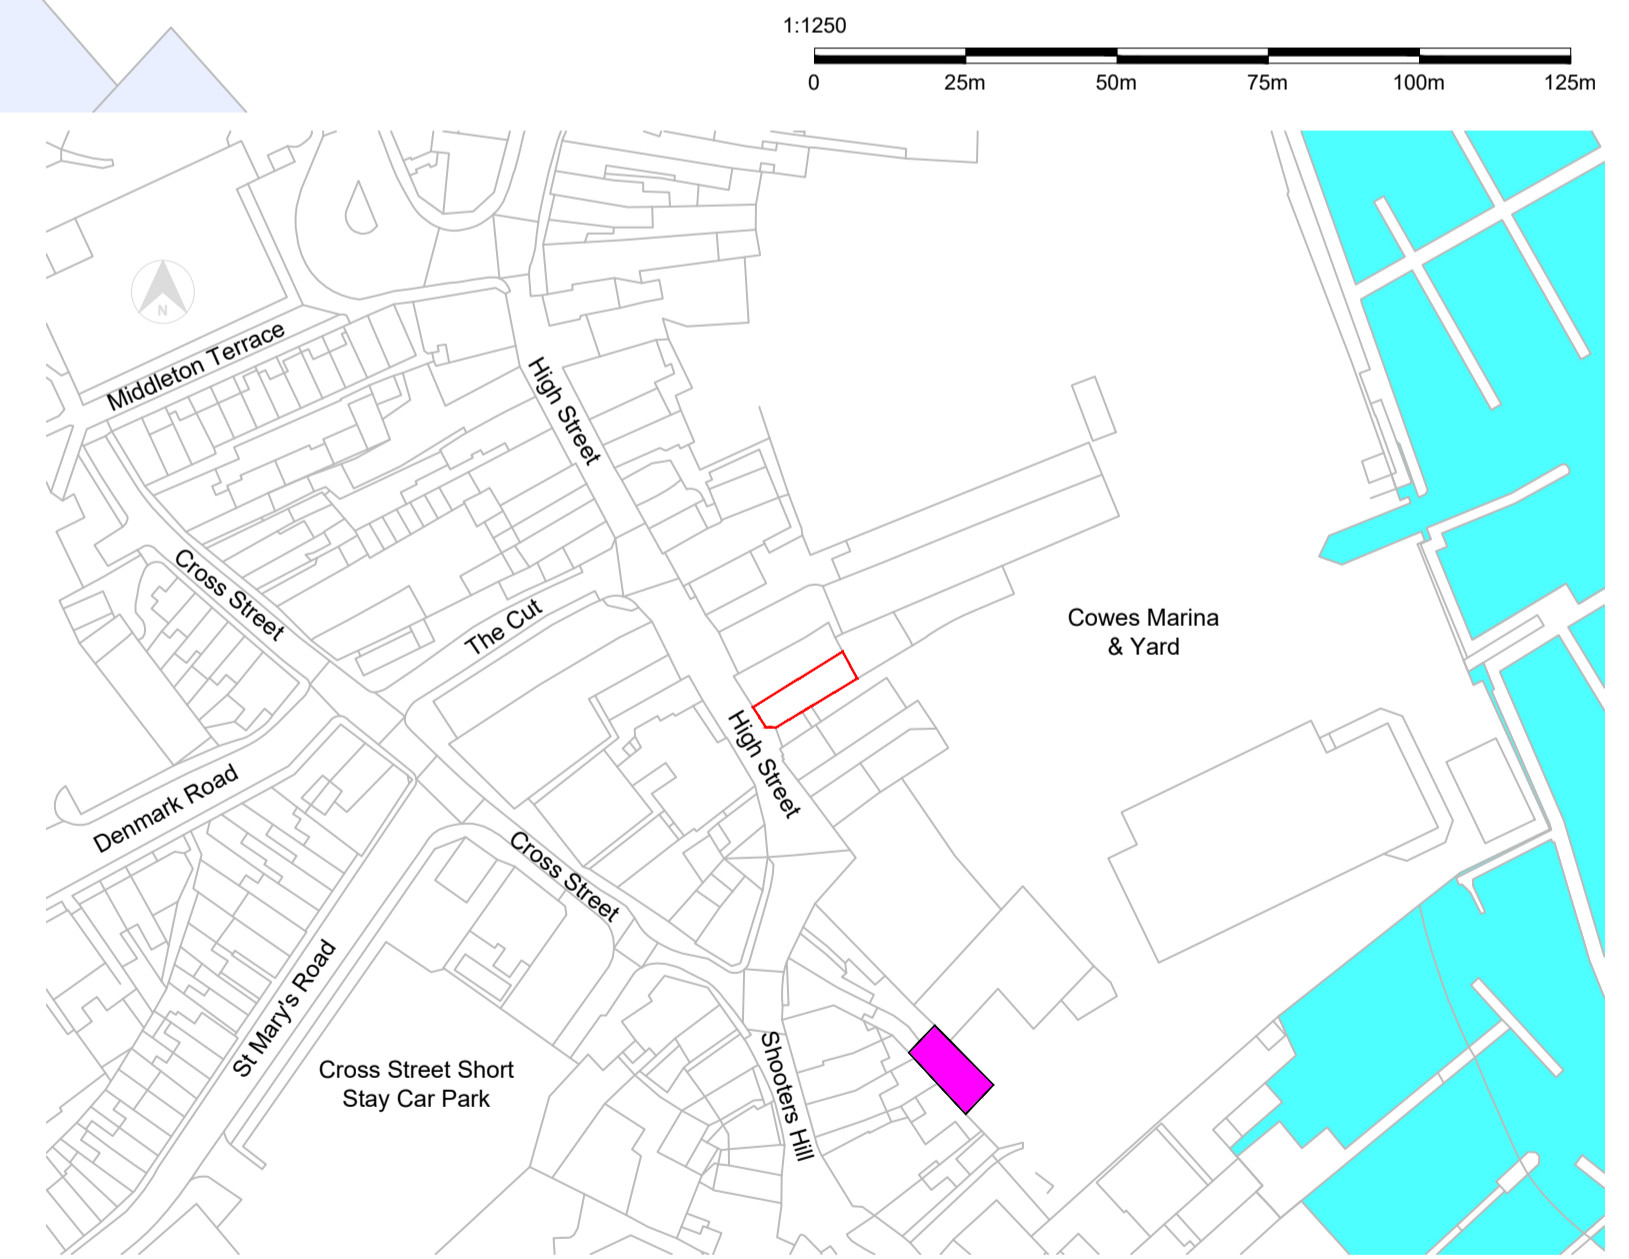 1:1250
0 25m 50m 75m 100m 125m
N
Middleton Terrace
High Street
Cross Street
The Cut
Cowes Marina
& Yard
High Street
Denmark Road
Cross Street
St Mary's Road
Cross Street Short
Stay Car Park
Shooters Hill